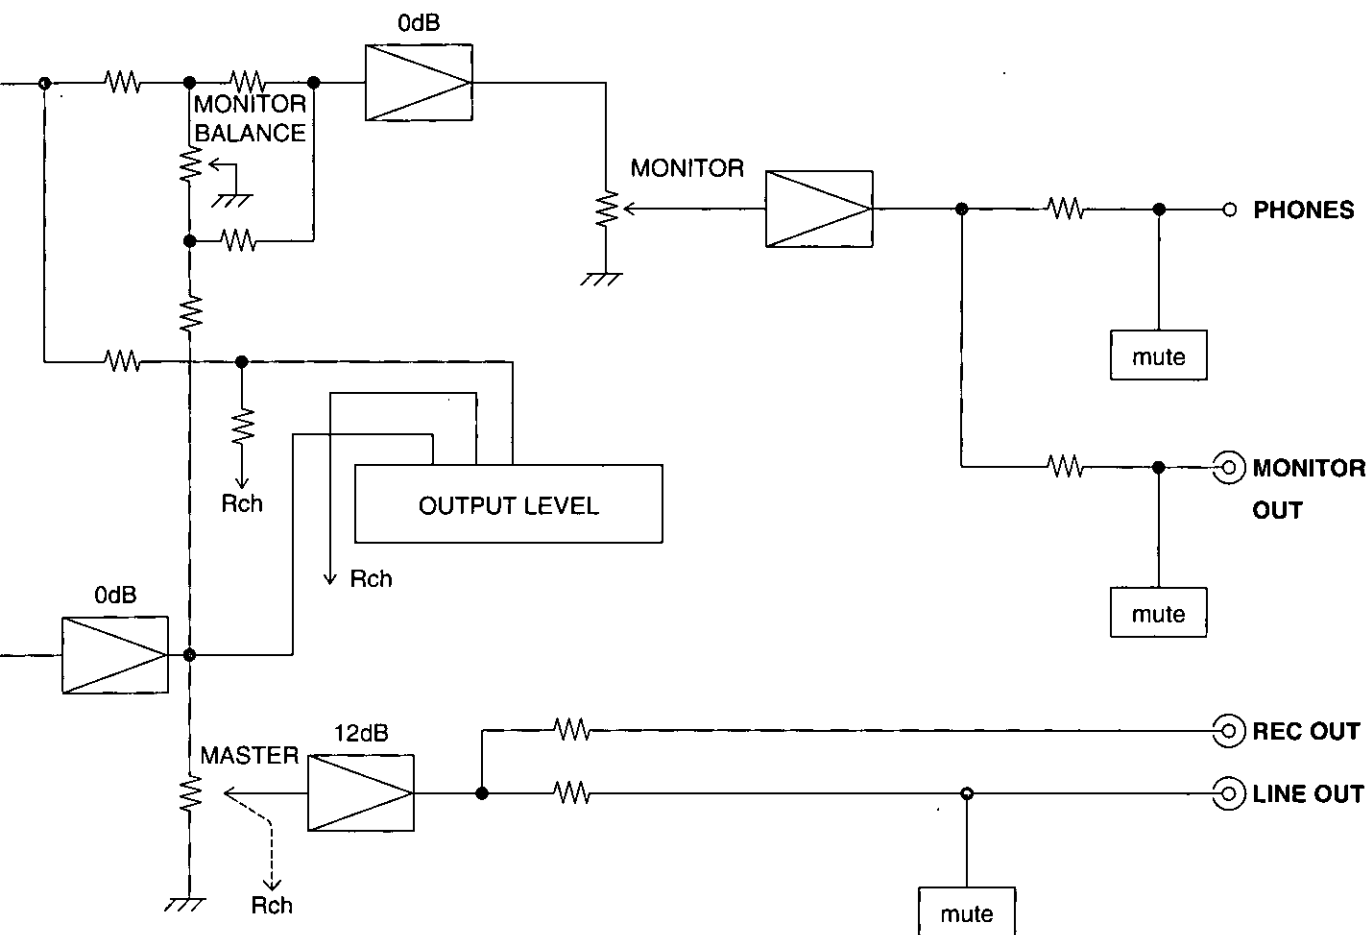 0dB
MONITOR
BALANCE
MONITOR
PHONES
mute
MONITOR
OUT
Rch
OUTPUT LEVEL
Rch
0dB
mute
MASTER
12dB
REC OUT
LINE OUT
Rch
mute